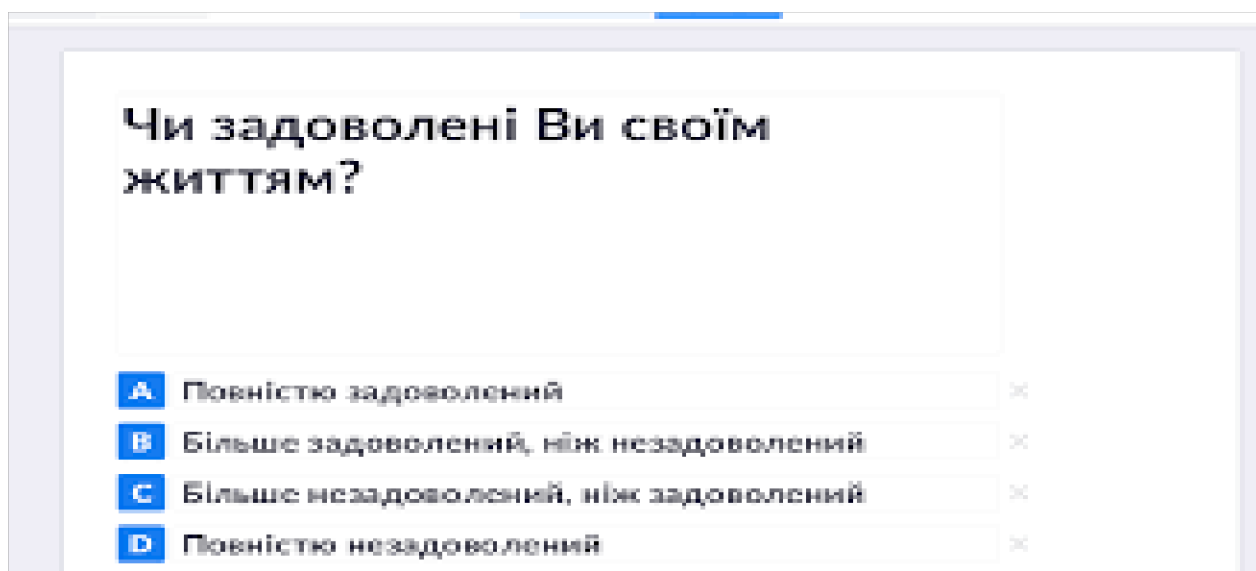 Чи задоволені Ви своїм
життям?
A Повністю задоволений
B Більше задоволений, ніж незадоволений
C Більше незадоволений, ніж задоволений
D Повністю незадоволений